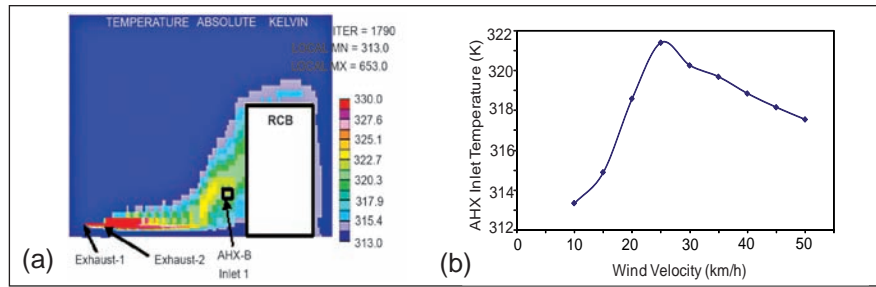 TEMPERATURE ABSOLUTE KELVIN
ITER = 1790
LOCAL MN = 313.0
LOCAL MX = 653.0
330.0
327.6
325.1
322.7
320.3
317.9
315.4
313.0
RCB
(a)
Exhaust-1
Exhaust-2
AHX-B
Inlet 1
AHX Inlet Temperature (K)
322
320
318
316
314
312
0 10 20 30 40 50
Wind Velocity (km/h)
(b)